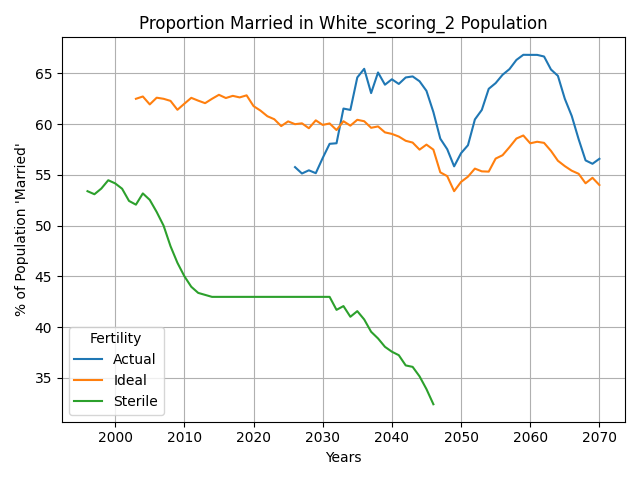 Proportion Married in White_scoring_2 Population
% of Population 'Married'
65
60
55
50
45
40
35
Fertility
Actual
Ideal
Sterile
2000 2010 2020 2030 2040 2050 2060 2070
Years